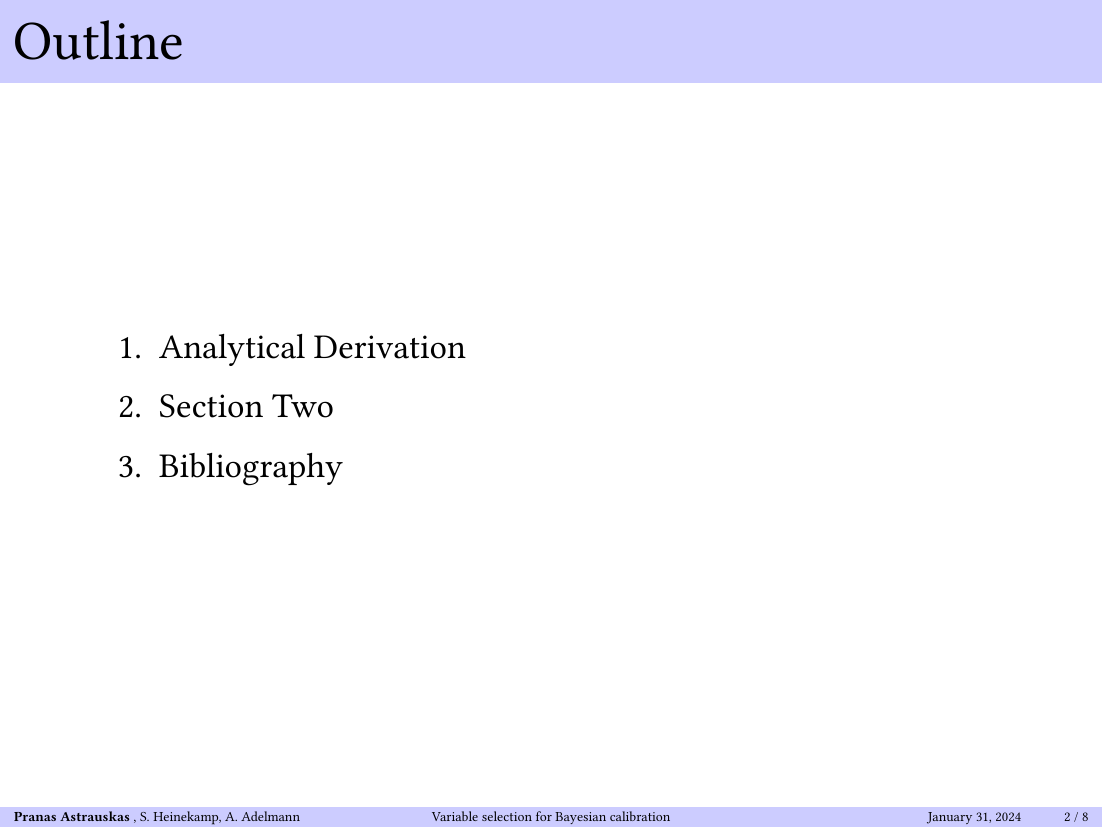 Outline
1. Analytical Derivation
2. Section Two
3. Bibliography
Pranas Astrauskas , S. Heinekamp, A. Adelmann Variable selection for Bayesian calibration January 31, 2024 2 / 8